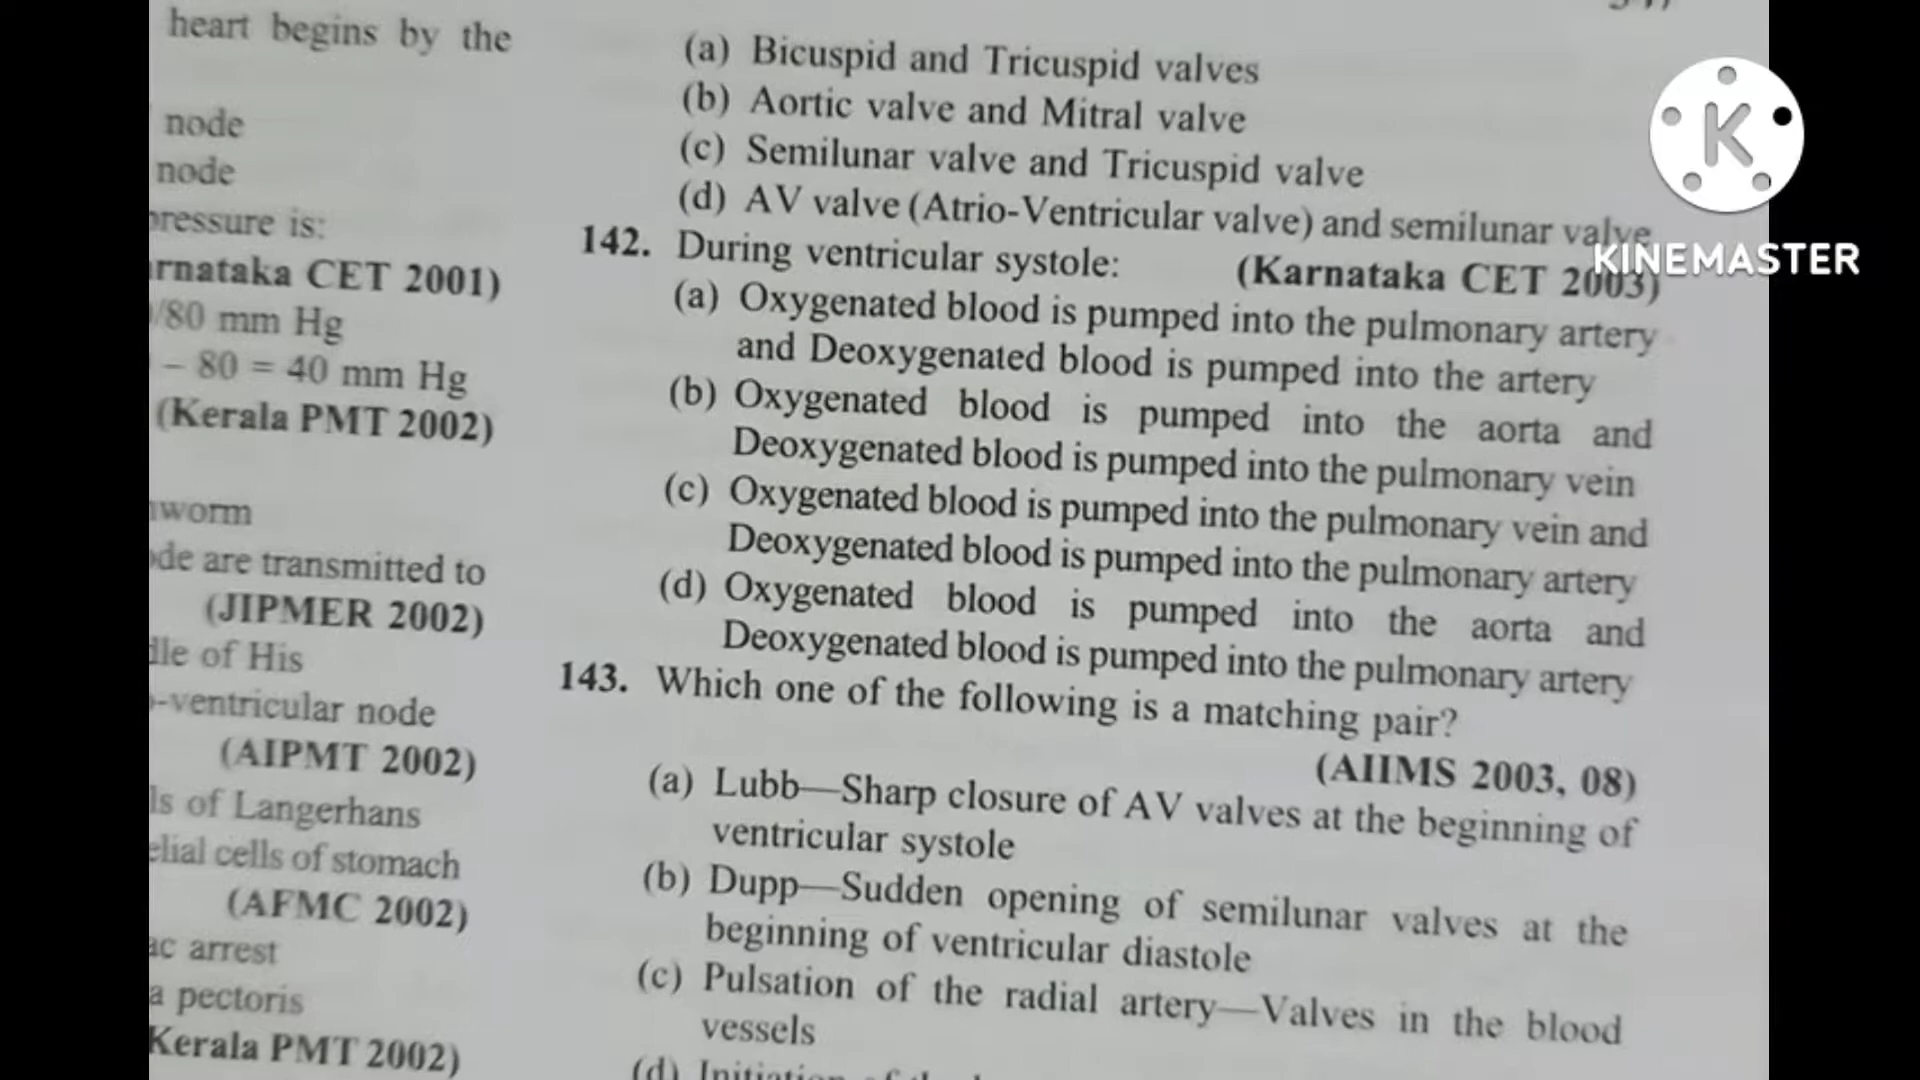 heart begins by the
node
node
pressure is:
rnataka CET 2001)
/80 mm Hg
– 80 = 40 mm Hg
(Kerala PMT 2002)
worm
de are transmitted to
(JIPMER 2002)
dle of His
-ventricular node
(AIPMT 2002)
ls of Langerhans
elial cells of stomach
(AFMC 2002)
ac arrest
a pectoris
Kerala PMT 2002)
(a) Bicuspid and Tricuspid valves
(b) Aortic valve and Mitral valve
(c) Semilunar valve and Tricuspid valve
(d) AV valve (Atrio-Ventricular valve) and semilunar valve
142. During ventricular systole: (Karnataka CET 2003)
(a) Oxygenated blood is pumped into the pulmonary artery
and Deoxygenated blood is pumped into the artery
(b) Oxygenated blood is pumped into the aorta and
Deoxygenated blood is pumped into the pulmonary vein
(c) Oxygenated blood is pumped into the pulmonary vein and
Deoxygenated blood is pumped into the pulmonary artery
(d) Oxygenated blood is pumped into the aorta and
Deoxygenated blood is pumped into the pulmonary artery
143. Which one of the following is a matching pair?
(AIIMS 2003, 08)
(a) Lubb—Sharp closure of AV valves at the beginning of
ventricular systole
(b) Dupp—Sudden opening of semilunar valves at the
beginning of ventricular diastole
(c) Pulsation of the radial artery—Valves in the blood
vessels
(d) Initiation of the
K
KINEMASTER